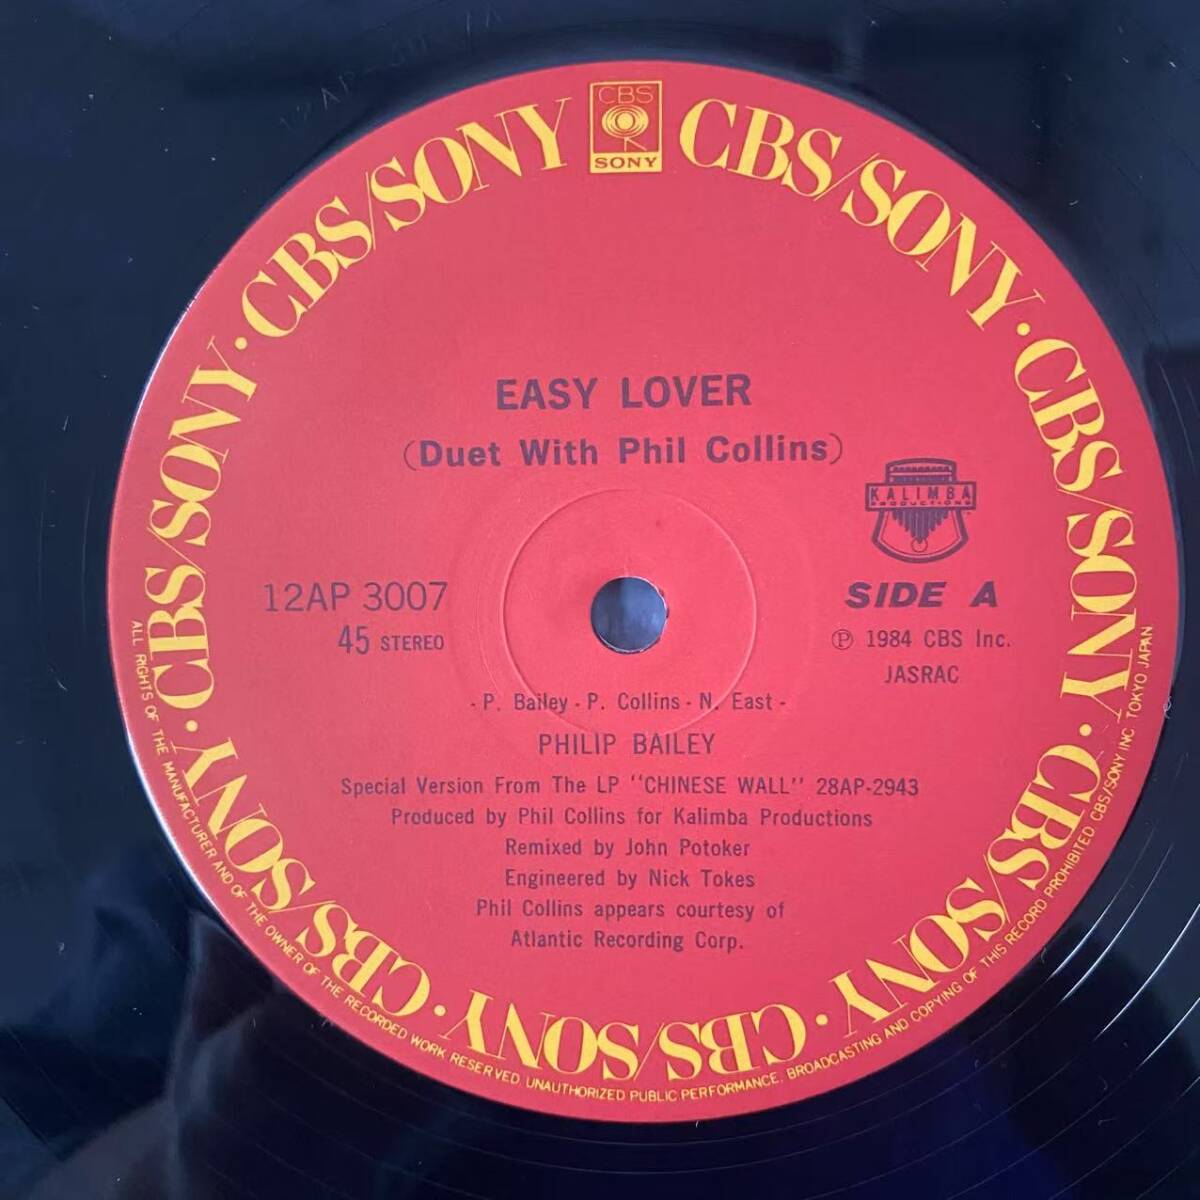 CBS
SONY
CBS/SONY · CBS/SONY · CBS/SONY · CBS/SONY · CBS/SONY · CBS/SONY · CBS/SONY · CBS/SONY
EASY LOVER
(Duet With Phil Collins)
KALIMBA
PRODUCTIONS
12AP 3007
45 STEREO
SIDE A
Ⓟ 1984 CBS Inc.
JASRAC
- P. Bailey - P. Collins - N. East -
PHILIP BAILEY
Special Version From The LP "CHINESE WALL" 28AP-2943
Produced by Phil Collins for Kalimba Productions
Remixed by John Potoker
Engineered by Nick Tokes
Phil Collins appears courtesy of
Atlantic Recording Corp.
ALL RIGHTS OF THE MANUFACTURER AND OF THE OWNER OF THE RECORDED WORK RESERVED. UNAUTHORIZED PUBLIC PERFORMANCE. BROADCASTING AND COPYING OF THIS RECORD PROHIBITED. CBS/SONY INC. TOKYO JAPAN